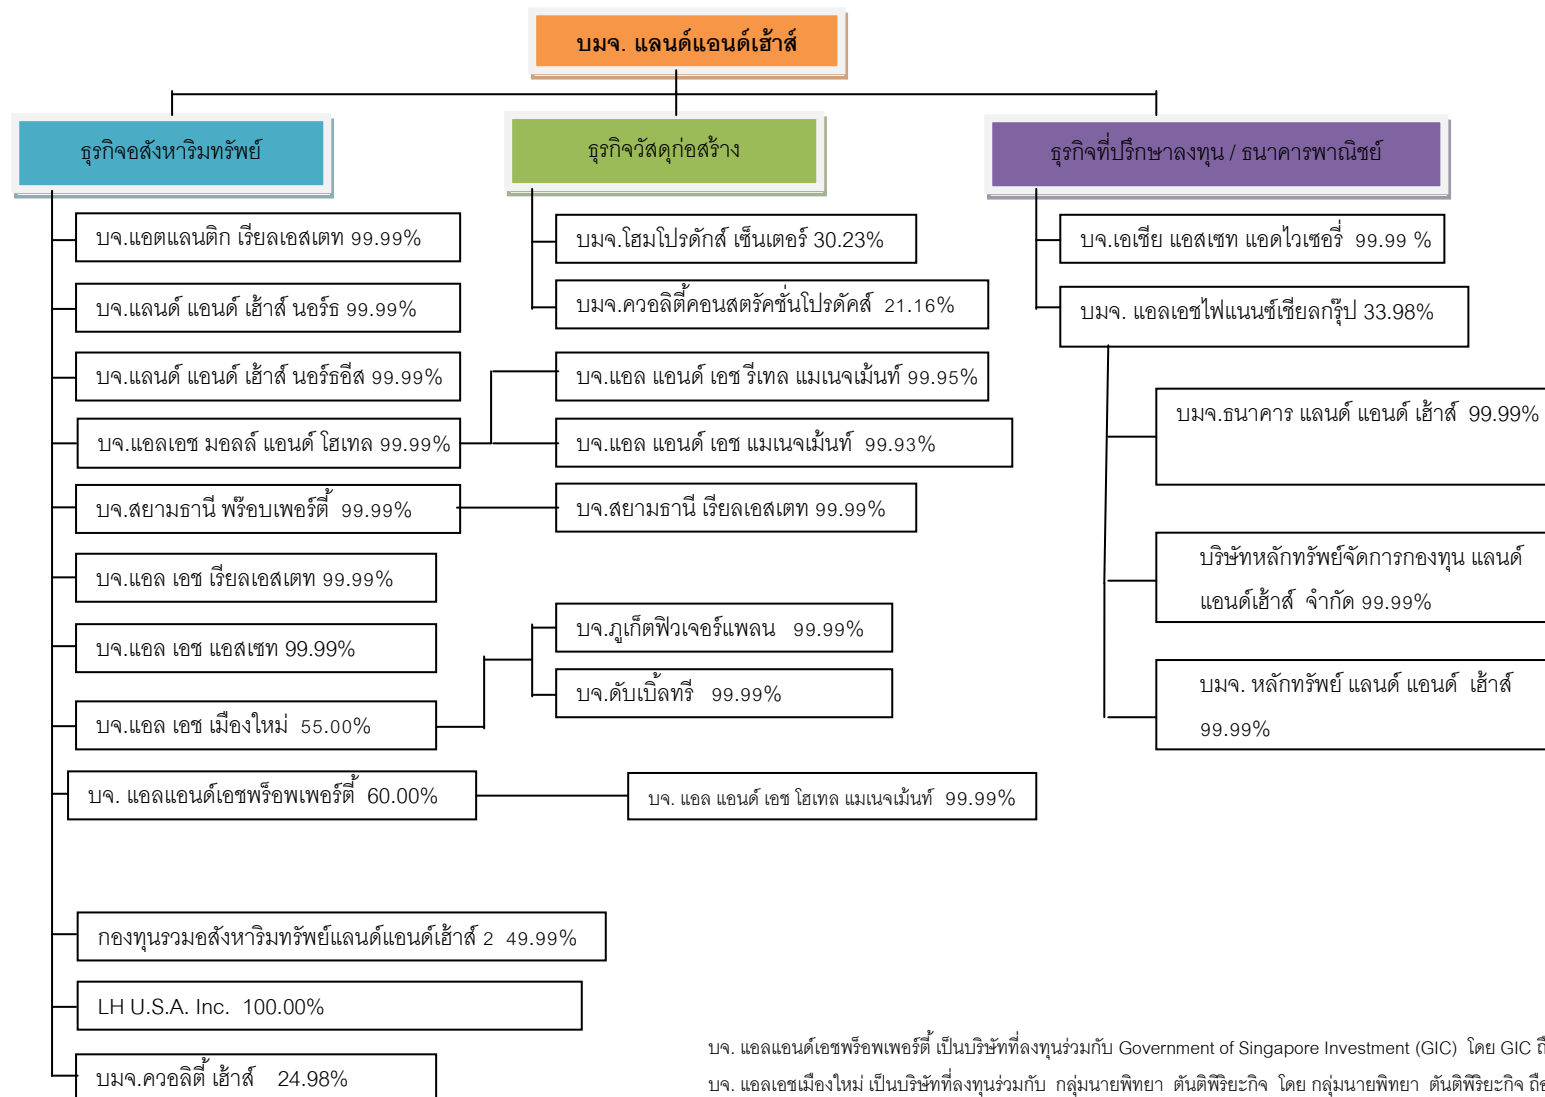 บมจ. แลนด์แอนด์เฮ้าส์
ธุรกิจอสังหาริมทรัพย์
ธุรกิจวัสดุก่อสร้าง
ธุรกิจที่ปรึกษาลงทุน / ธนาคารพาณิชย์
บจ.แอตแลนติก เรียลเอสเตท 99.99%
บมจ.โฮมโปรดักส์ เซ็นเตอร์ 30.23%
บจ.เอเซีย แอสเซท แอดไวเซอรี่ 99.99 %
บจ.แลนด์ แอนด์ เฮ้าส์ นอร์ธ 99.99%
บมจ.ควอลิตี้คอนสตรัคชั่นโปรดัคส์ 21.16%
บมจ. แอลเอชไฟแนนซ์เชียลกรุ๊ป 33.98%
บจ.แลนด์ แอนด์ เฮ้าส์ นอร์ธอีส 99.99%
บจ.แอล แอนด์ เอช รีเทล แมเนจเม้นท์ 99.95%
บมจ.ธนาคาร แลนด์ แอนด์ เฮ้าส์ 99.99%
บจ.แอลเอช มอลล์ แอนด์ โฮเทล 99.99%
บจ.แอล แอนด์ เอช แมเนจเม้นท์ 99.93%
บจ.สยามธานี พร๊อบเพอร์ตี้ 99.99%
บจ.สยามธานี เรียลเอสเตท 99.99%
บริษัทหลักทรัพย์จัดการกองทุน แลนด์
แอนด์เฮ้าส์ จำกัด 99.99%
บจ.แอล เอช เรียลเอสเตท 99.99%
บจ.แอล เอช แอสเซท 99.99%
บจ.ภูเก็ตฟิวเจอร์แพลน 99.99%
บจ.ดับเบิ้ลทรี 99.99%
บมจ. หลักทรัพย์ แลนด์ แอนด์ เฮ้าส์
99.99%
บจ.แอล เอช เมืองใหม่ 55.00%
บจ. แอลแอนด์เอชพร็อพเพอร์ตี้ 60.00%
บจ. แอล แอนด์ เอช โฮเทล แมเนจเม้นท์ 99.99%
กองทุนรวมอสังหาริมทรัพย์แลนด์แอนด์เฮ้าส์ 2 49.99%
LH U.S.A. Inc. 100.00%
บมจ.ควอลิตี้ เฮ้าส์ 24.98%
บจ. แอลแอนด์เอชพร็อพเพอร์ตี้ เป็นบริษัทที่ลงทุนร่วมกับ Government of Singapore Investment (GIC) โดย GIC ถื
บจ. แอลเอชเมืองใหม่ เป็นบริษัทที่ลงทุนร่วมกับ กลุ่มนายพิทยา ตันติพิริยะกิจ โดย กลุ่มนายพิทยา ตันติพิริยะกิจ ถือ